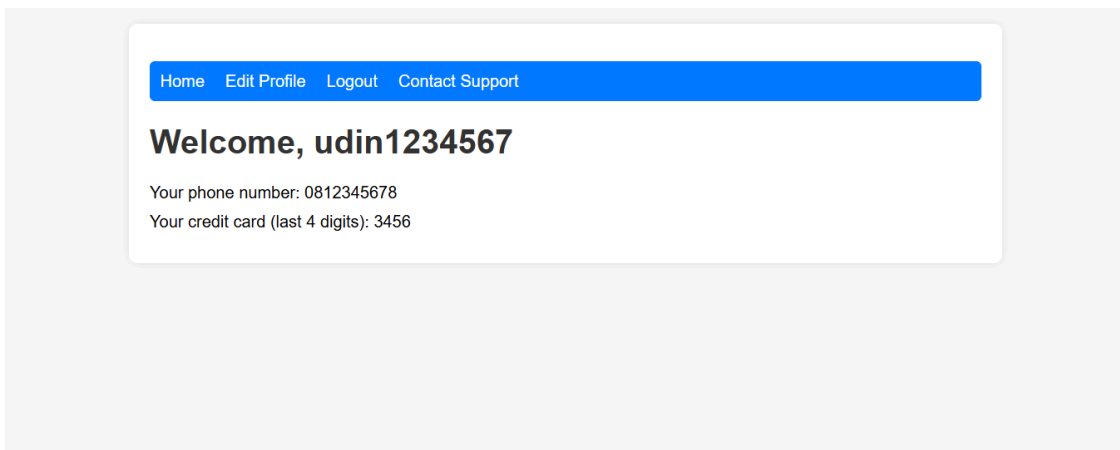 Home Edit Profile Logout Contact Support
Welcome, udin1234567
Your phone number: 0812345678
Your credit card (last 4 digits): 3456